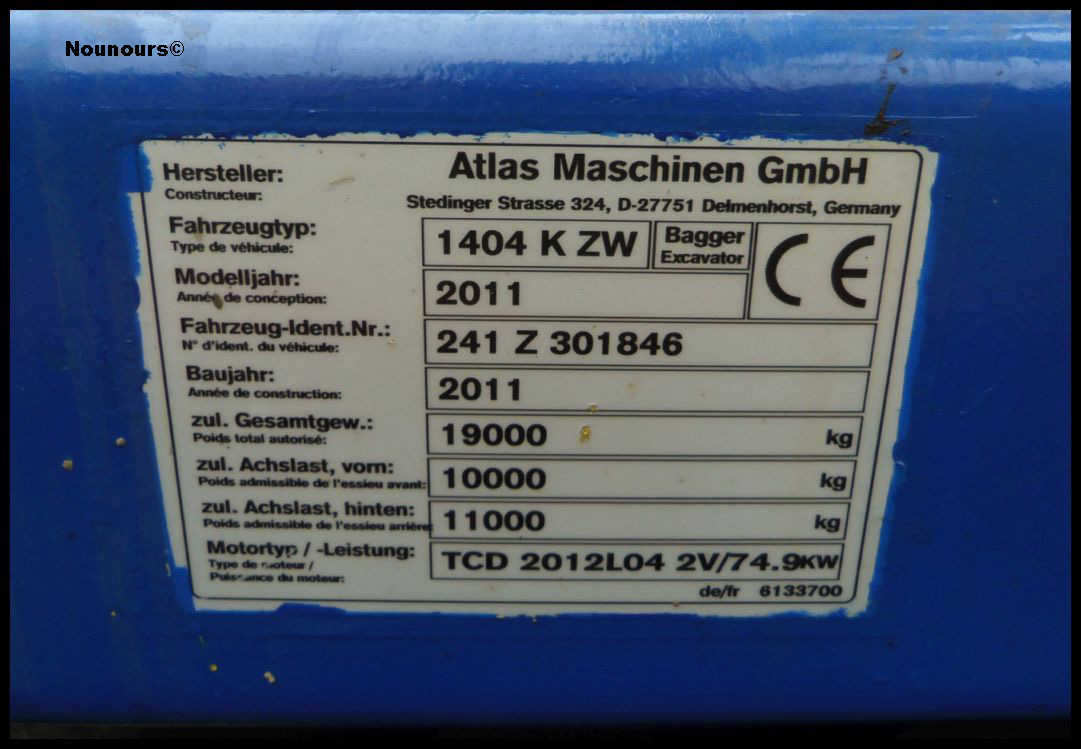 Nounours©
Hersteller:
Constructeur:
Atlas Maschinen GmbH
Stedinger Strasse 324, D-27751 Delmenhorst, Germany
Fahrzeugtyp:
Type de véhicule:
1404 K ZW
Bagger
Excavator
CE
Modelljahr:
Année de conception:
2011
Fahrzeug-Ident.Nr.:
N° d'ident. du véhicule:
241 Z 301846
Baujahr:
Année de construction:
2011
zul. Gesamtgew.:
Poids total autorisé:
19000 kg
zul. Achslast, vorn:
Poids admissible de l'essieu avant:
10000 kg
zul. Achslast, hinten:
Poids admissible de l'essieu arrière:
11000 kg
Motortyp / -Leistung:
Type de moteur /
Puissance du moteur:
TCD 2012L04 2V/74.9KW
de/fr 6133700